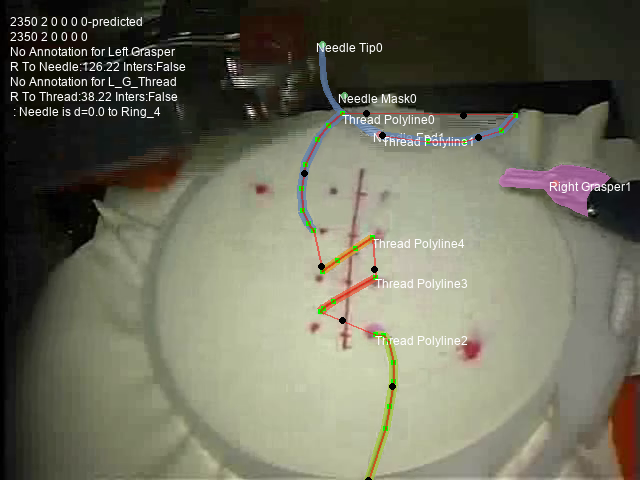 2350 2 0 0 0 0-predicted
2350 2 0 0 0 0
No Annotation for Left Grasper
R To Needle:126.22 Inters:False
No Annotation for L_G_Thread
R To Thread:38.22 Inters:False
: Needle is d=0.0 to Ring_4
Needle Tip0
Needle Mask0
Thread Polyline0
Needle End1
Thread Polyline1
Right Grasper1
Thread Polyline4
Thread Polyline3
Thread Polyline2